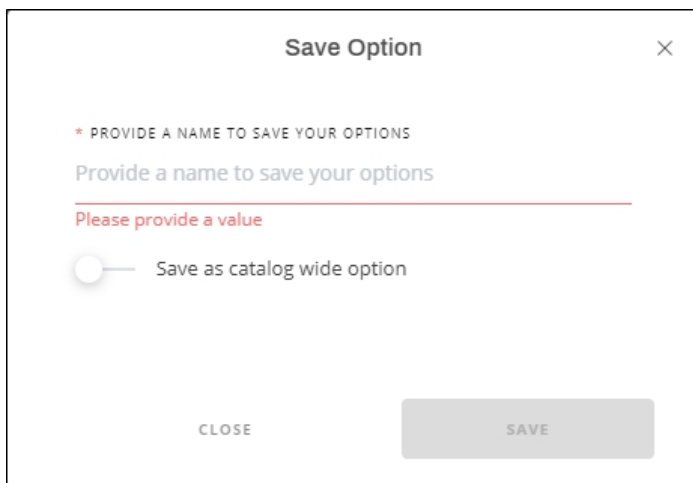 Save Option
* PROVIDE A NAME TO SAVE YOUR OPTIONS
Provide a name to save your options
Please provide a value
Save as catalog wide option
CLOSE SAVE